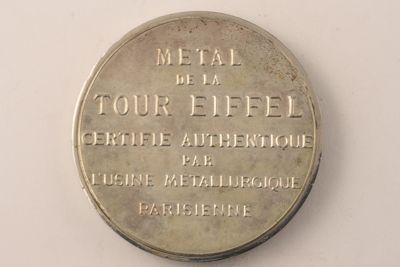 METAL
DE LA
TOUR EIFFEL
CERTIFIE AUTHENTIQUE
PAR
L'USINE METALLURGIQUE
PARISIENNE